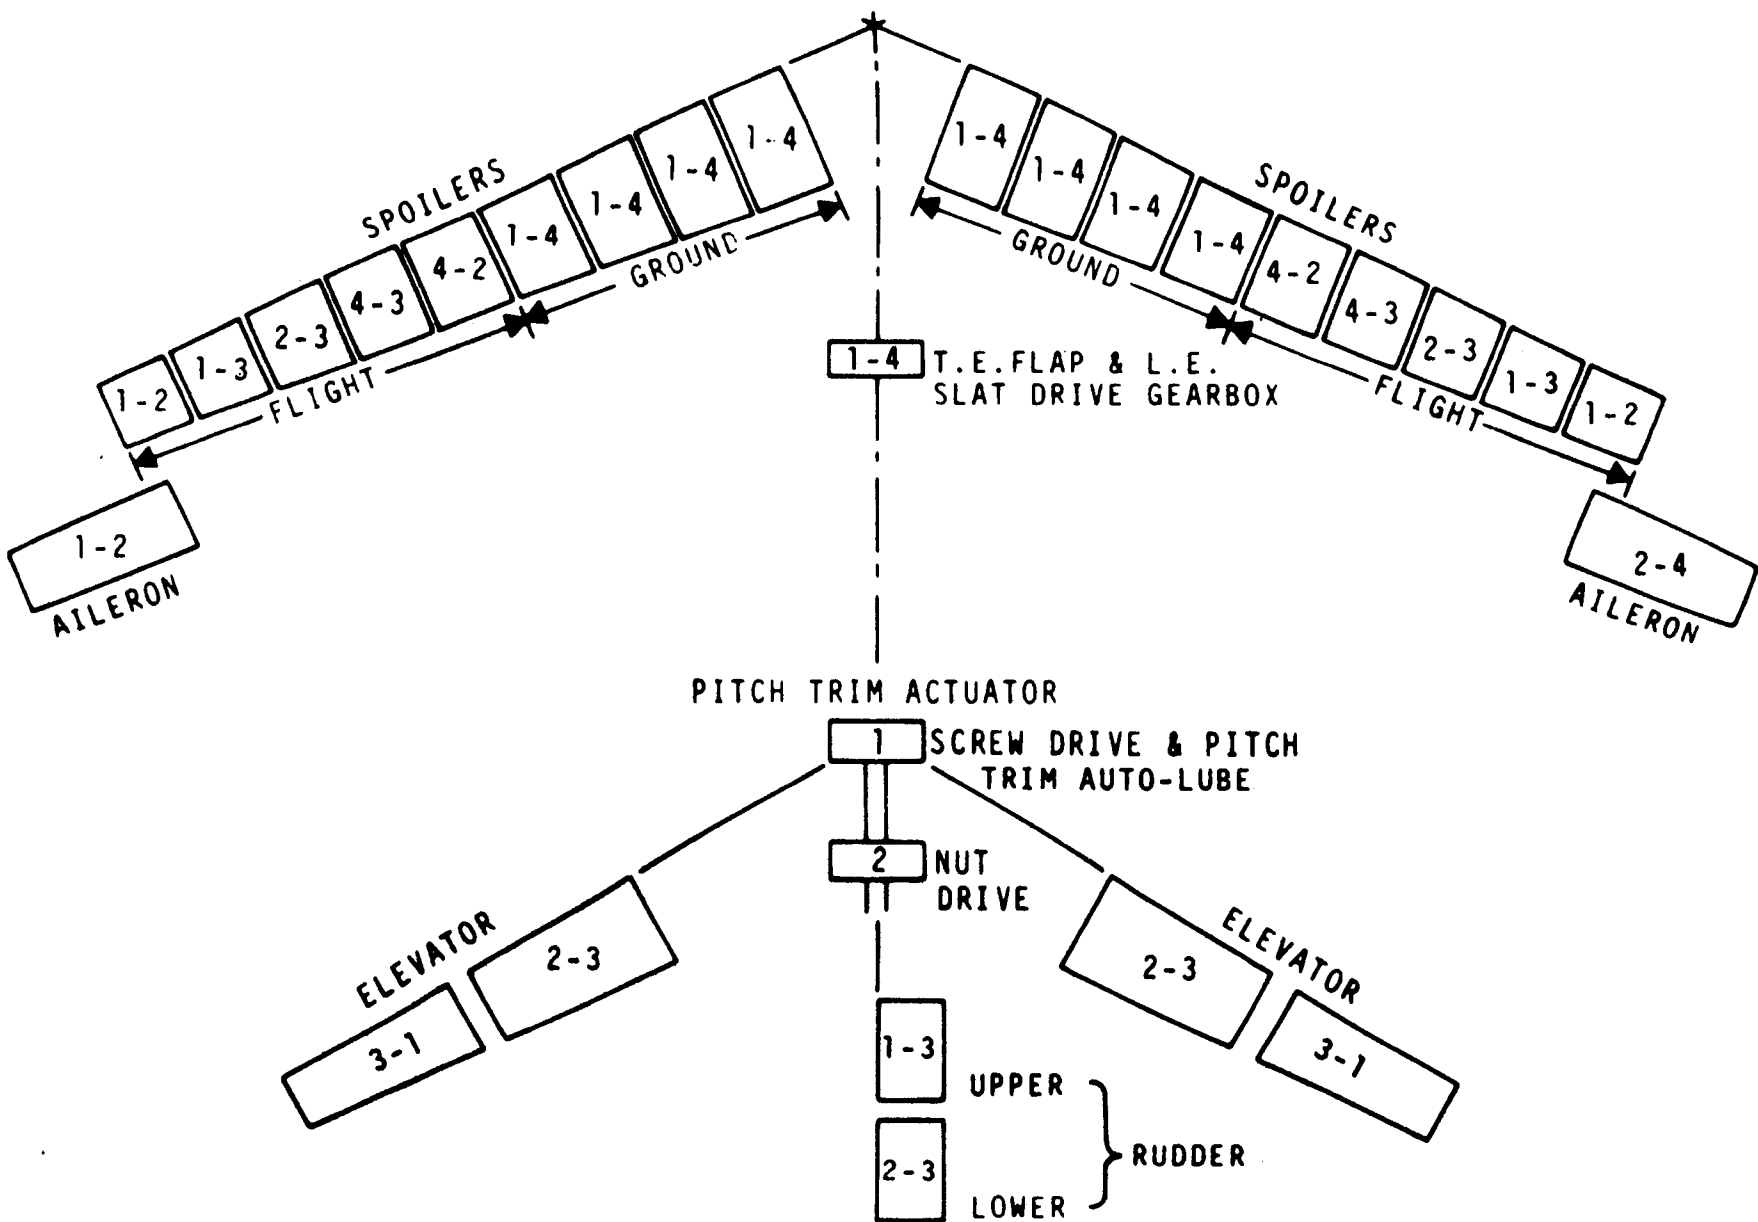 SPOILERS
1-2
1-3
2-3
4-3
4-2
1-4
1-4
1-4
1-4
FLIGHT
GROUND
1-4
1-4
1-4
1-4
4-2
4-3
2-3
1-3
1-2
SPOILERS
GROUND
FLIGHT
1-4
T.E.FLAP & L.E.
SLAT DRIVE GEARBOX
1-2
AILERON
2-4
AILERON
PITCH TRIM ACTUATOR
1
SCREW DRIVE & PITCH
TRIM AUTO-LUBE
2
NUT
DRIVE
ELEVATOR
3-1
2-3
ELEVATOR
2-3
3-1
1-3
UPPER
2-3
LOWER
RUDDER